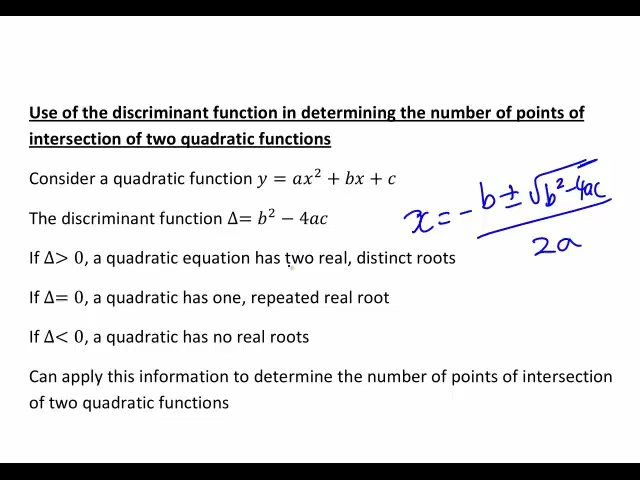 Use of the discriminant function in determining the number of points of
intersection of two quadratic functions
Consider a quadratic function y = ax² + bx + c
The discriminant function Δ= b² − 4ac
x = -b ± √b²-4ac / 2a
If Δ> 0, a quadratic equation has two real, distinct roots
If Δ= 0, a quadratic has one, repeated real root
If Δ< 0, a quadratic has no real roots
Can apply this information to determine the number of points of intersection
of two quadratic functions